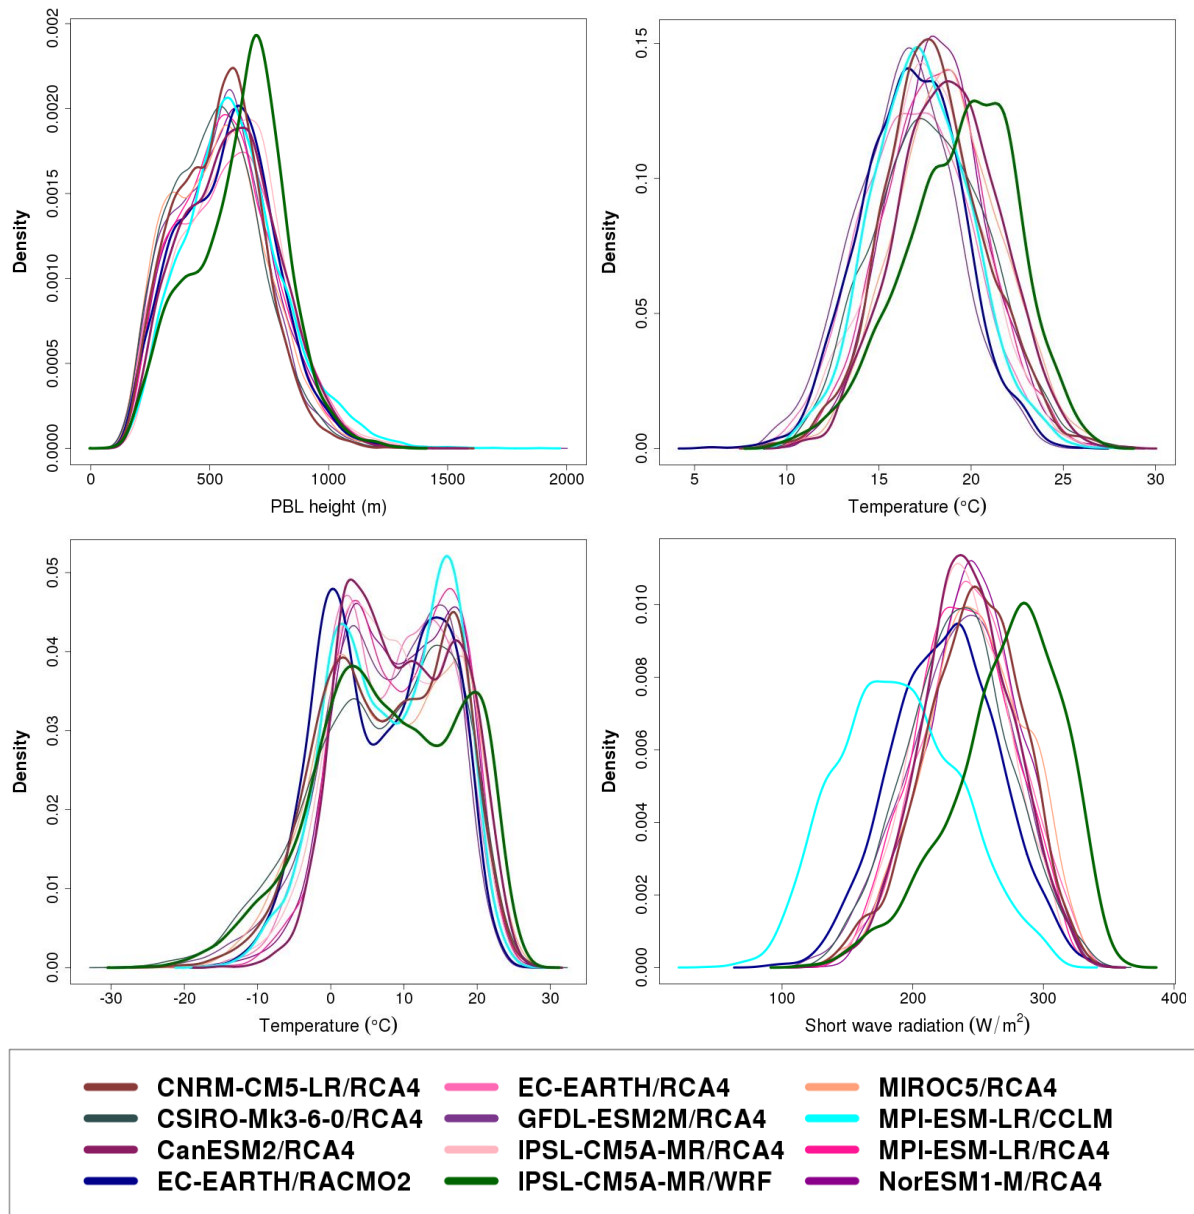 0.0000 0.0005 0.0010 0.0015 0.0020 0.002
Density
0 500 1000 1500 2000
PBL height (m)
0.00 0.05 0.10 0.15
Density
5 10 15 20 25 30
Temperature (°C)
0.00 0.01 0.02 0.03 0.04 0.05
Density
-30 -20 -10 0 10 20 30
Temperature (°C)
0.000 0.002 0.004 0.006 0.008 0.010
Density
100 200 300 400
Short wave radiation (W/m²)
CNRM-CM5-LR/RCA4 EC-EARTH/RCA4 MIROC5/RCA4
CSIRO-Mk3-6-0/RCA4 GFDL-ESM2M/RCA4 MPI-ESM-LR/CCLM
CanESM2/RCA4 IPSL-CM5A-MR/RCA4 MPI-ESM-LR/RCA4
EC-EARTH/RACMO2 IPSL-CM5A-MR/WRF NorESM1-M/RCA4